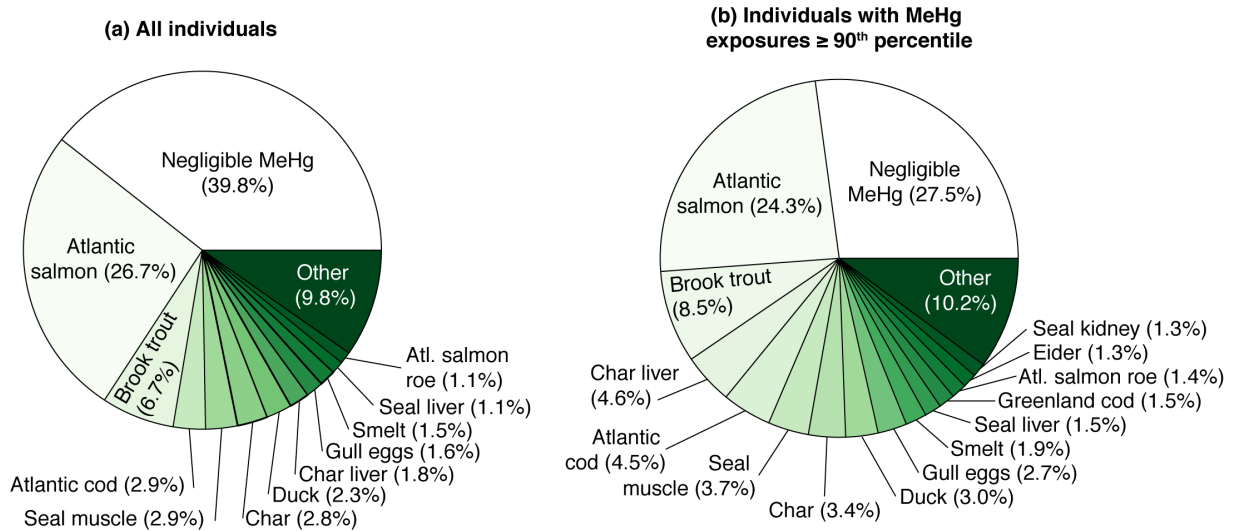 (a) All individuals
Negligible MeHg
(39.8%)
Atlantic
salmon (26.7%)
Brook trout
(6.7%)
Atlantic cod (2.9%)
Seal muscle (2.9%)
Char (2.8%)
Duck (2.3%)
Char liver (1.8%)
Gull eggs (1.6%)
Smelt (1.5%)
Seal liver (1.1%)
Atl. salmon
roe (1.1%)
Other
(9.8%)
(b) Individuals with MeHg
exposures ≥ 90th percentile
Negligible
MeHg (27.5%)
Atlantic
salmon (24.3%)
Brook trout
(8.5%)
Char liver
(4.6%)
Atlantic
cod (4.5%)
Seal
muscle (3.7%)
Char (3.4%)
Duck (3.0%)
Gull eggs (2.7%)
Smelt (1.9%)
Seal liver (1.5%)
Greenland cod (1.5%)
Atl. salmon roe (1.4%)
Eider (1.3%)
Seal kidney (1.3%)
Other
(10.2%)